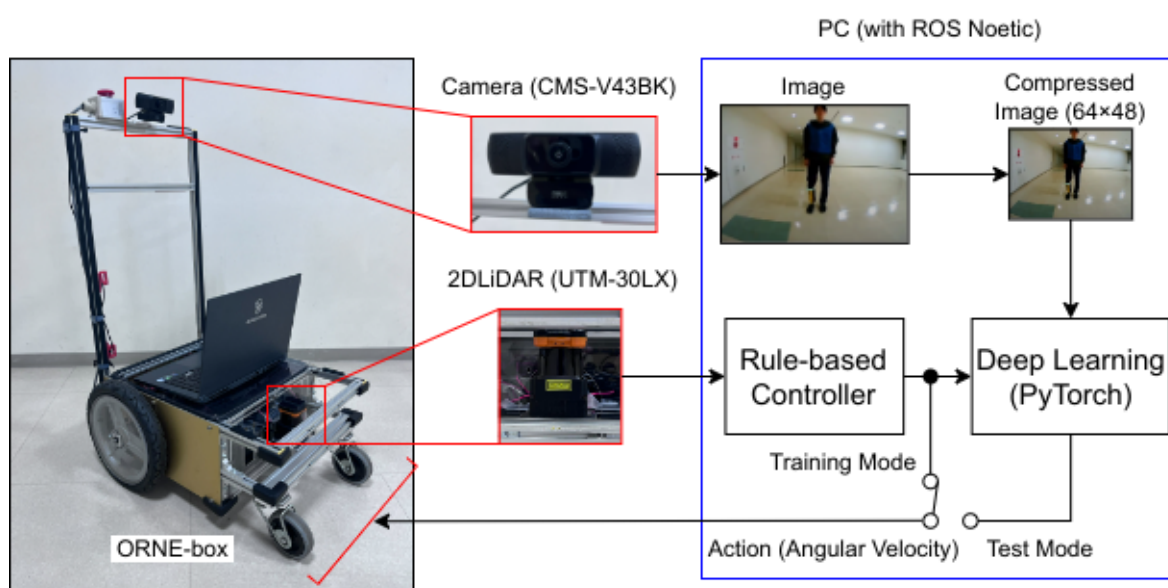 PC (with ROS Noetic)
Camera (CMS-V43BK)
Image
Compressed
Image (64×48)
2DLiDAR (UTM-30LX)
Rule-based
Controller
Deep Learning
(PyTorch)
Training Mode
Action (Angular Velocity)
Test Mode
ORNE-box